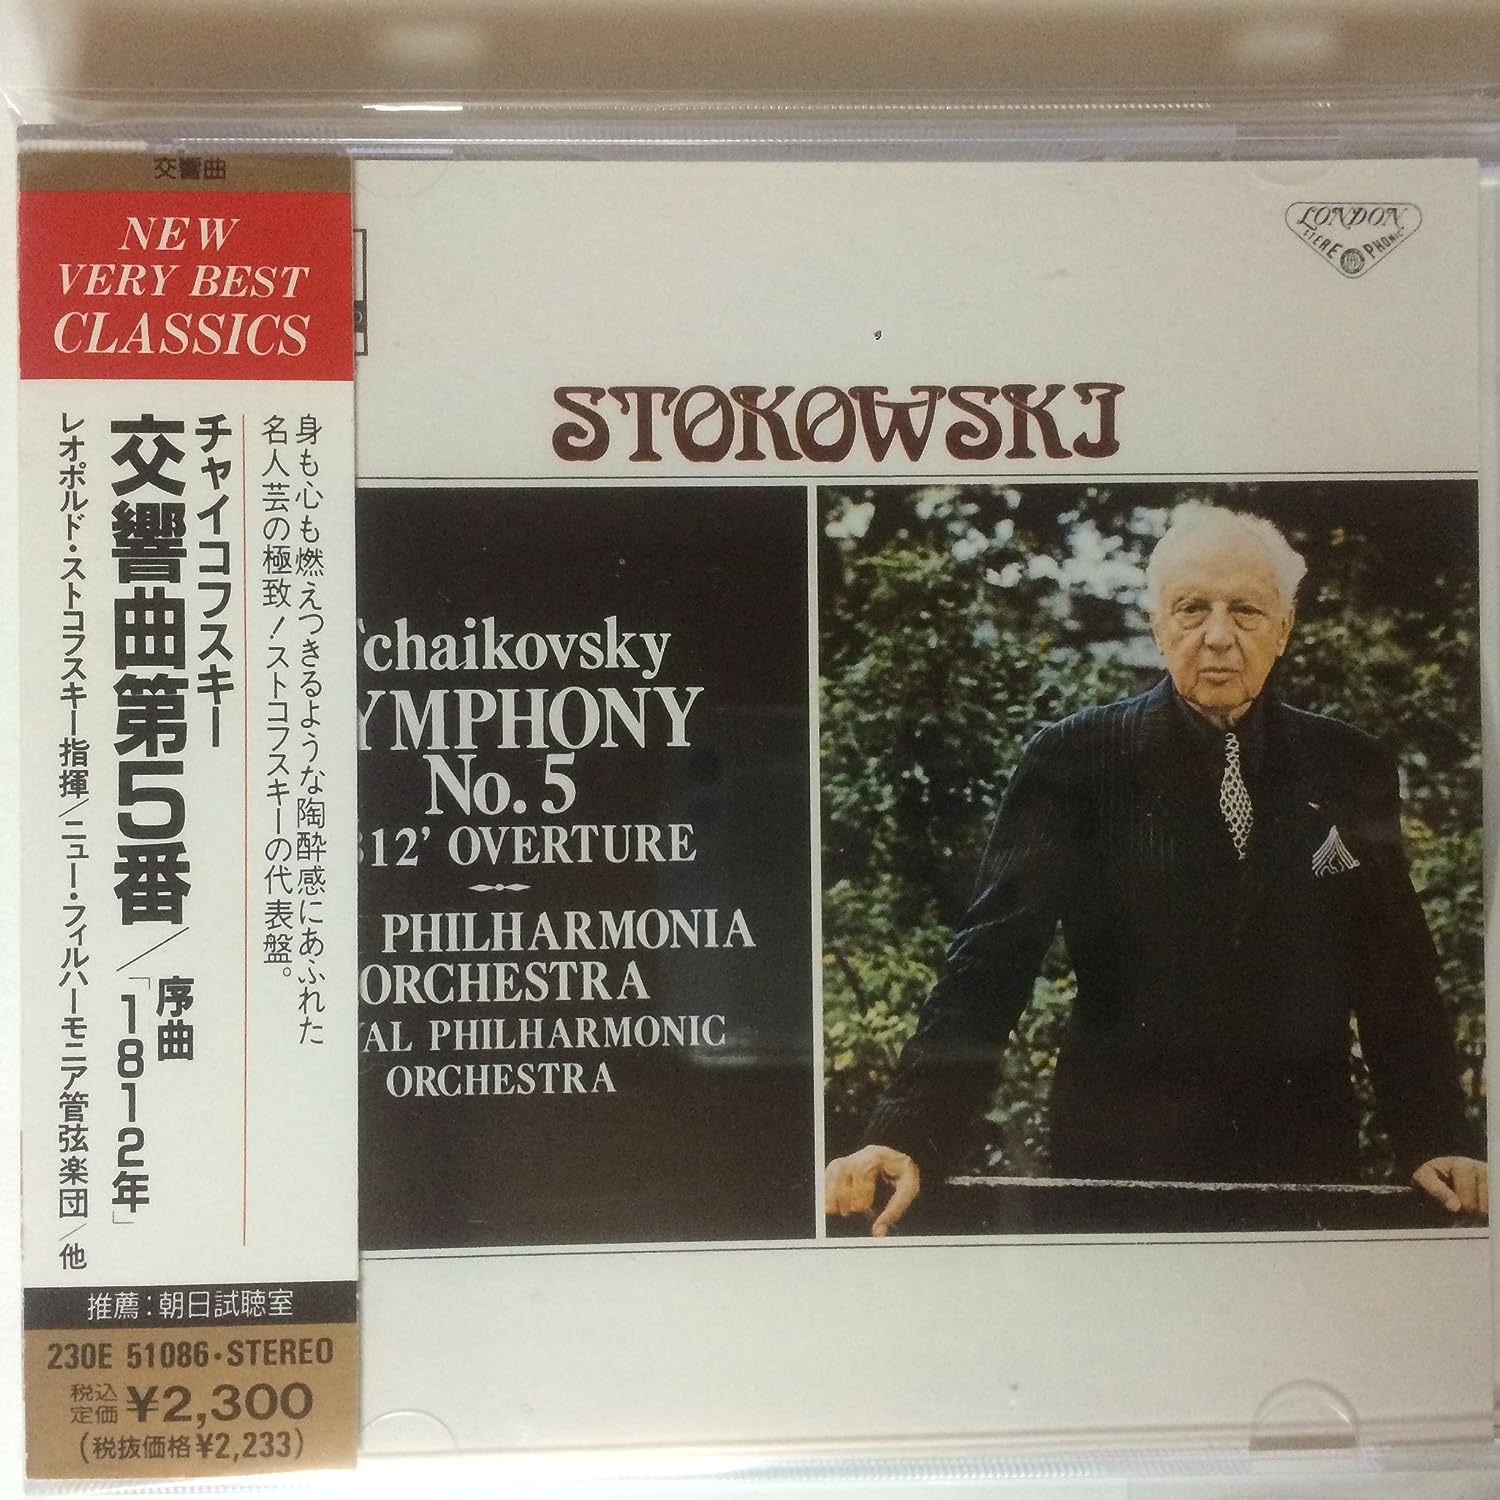 交響曲
NEW
VERY BEST
CLASSICS
身も心も燃えつきるような陶酔感にあふれた
名人芸の極致！ストコフスキーの代表盤。
チャイコフスキー
交響曲第5番／序曲「1812年」
レオポルド・ストコフスキー指揮／ニュー・フィルハーモニア管弦楽団／他
推薦：朝日試聴室
230E 51086・STEREO
税込
定価 ¥2,300
(税抜価格¥2,233)
LONDON
STEREOPHONIC
STOKOWSKI
chaikovsky
YMPHONY
No. 5
12’ OVERTURE
PHILHARMONIA
ORCHESTRA
AL PHILHARMONIC
ORCHESTRA